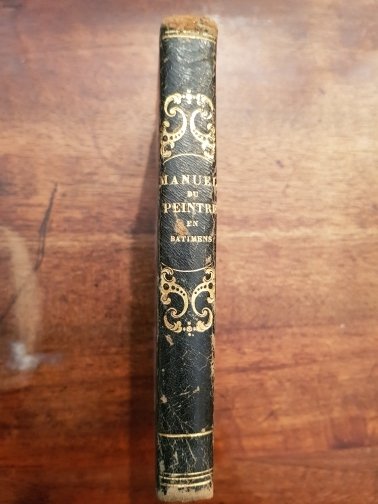 MANUEL
DU
PEINTRE
EN
BATIMENS